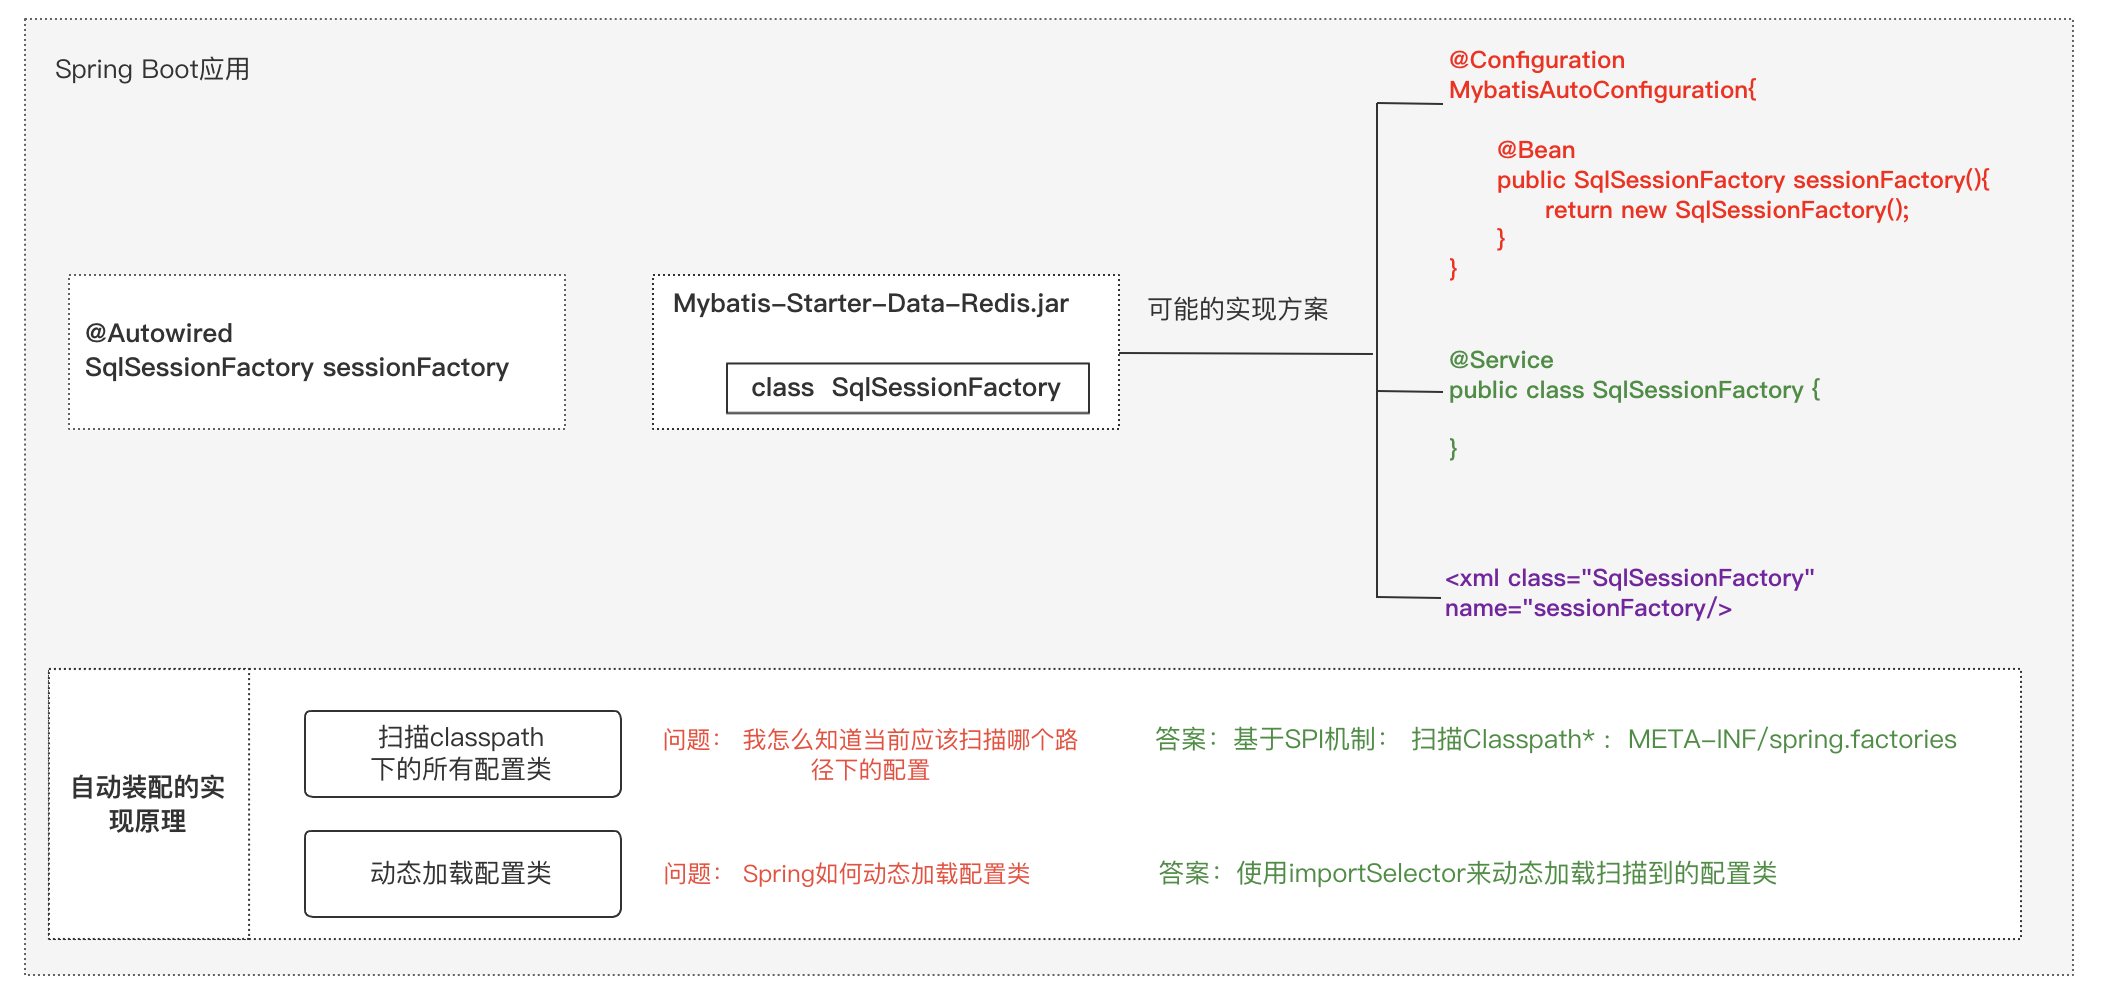 Spring Boot应用
@Configuration
MybatisAutoConfiguration{
@Bean
public SqlSessionFactory sessionFactory(){
return new SqlSessionFactory();
}
}
@Autowired
SqlSessionFactory sessionFactory
Mybatis-Starter-Data-Redis.jar
class SqlSessionFactory
可能的实现方案
@Service
public class SqlSessionFactory {
}
<xml class="SqlSessionFactory"
name="sessionFactory/>
自动装配的实
现原理
扫描classpath
下的所有配置类
问题： 我怎么知道当前应该扫描哪个路
径下的配置
答案：基于SPI机制： 扫描Classpath*： META-INF/spring.factories
动态加载配置类
问题： Spring如何动态加载配置类
答案：使用importSelector来动态加载扫描到的配置类